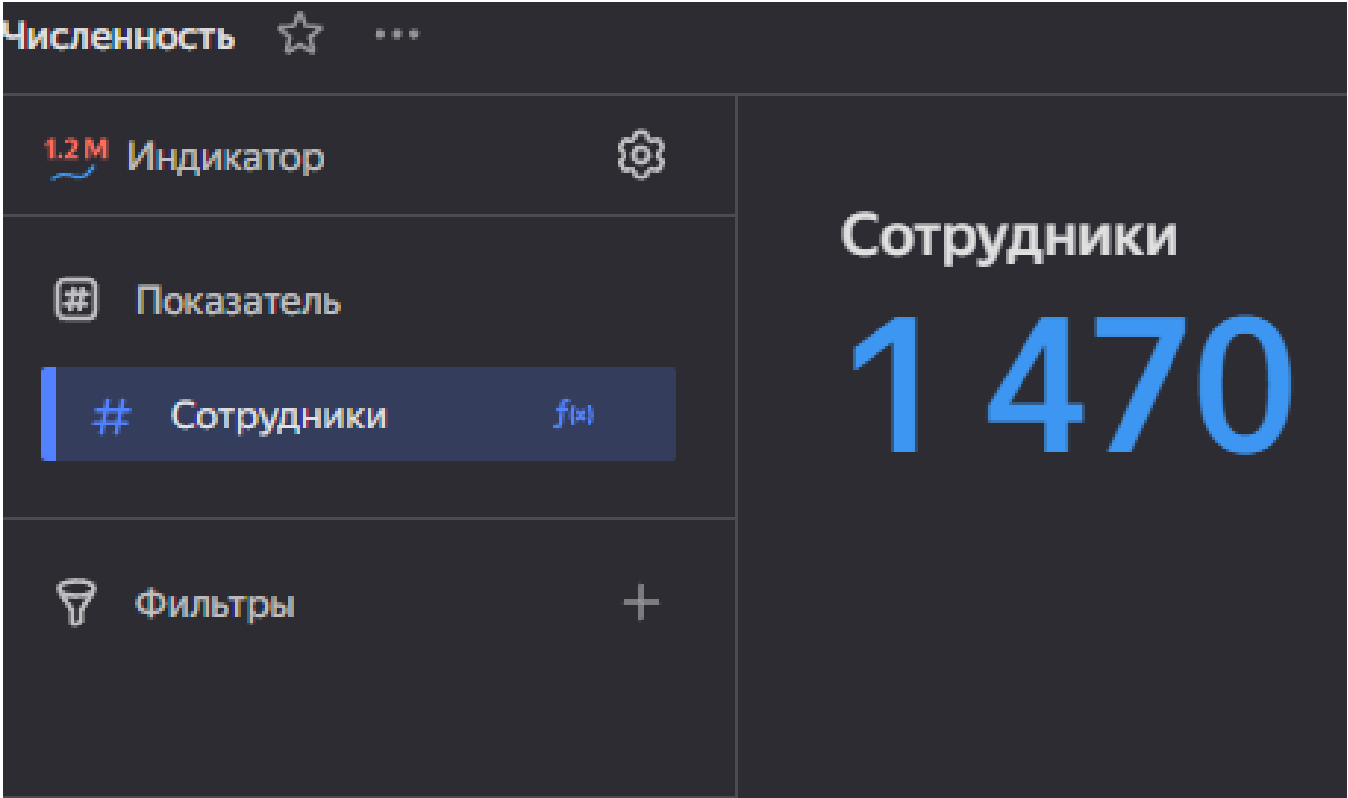 Численность
1.2 M Индикатор
# Показатель
# Сотрудники f(x)
Фильтры
Сотрудники
1 470